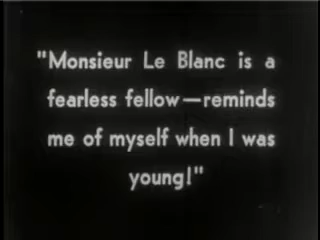 "Monsieur Le Blanc is a
fearless fellow—reminds
me of myself when I was
young!"